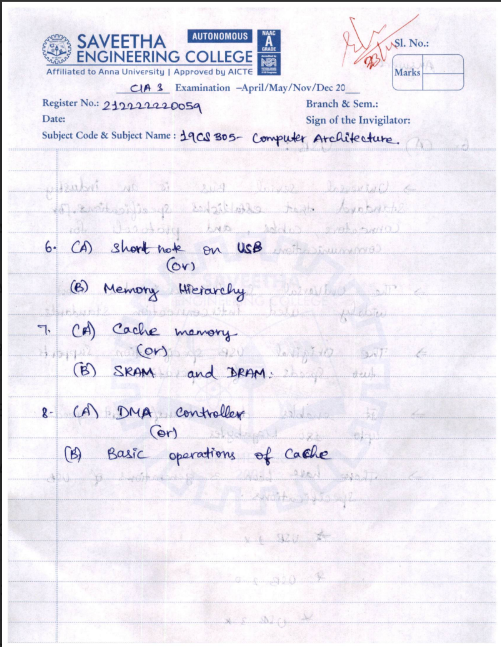 SAVEETHA AUTONOMOUS NAAC A GRADE
ENGINEERING COLLEGE
Affiliated to Anna University | Approved by AICTE
Sl. No.:
Marks
CIA 3 Examination –April/May/Nov/Dec 20
Register No.: 212222220059
Branch & Sem.:
Date:
Sign of the Invigilator:
Subject Code & Subject Name : 19CS305- Computer Architecture.
6. (A) short note on USB
(or)
(B) Memory Hierarchy
7. (A) Cache memory
(or)
(B) SRAM and DRAM:
8. (A) DMA controller
(or)
(B) Basic operations of Cache